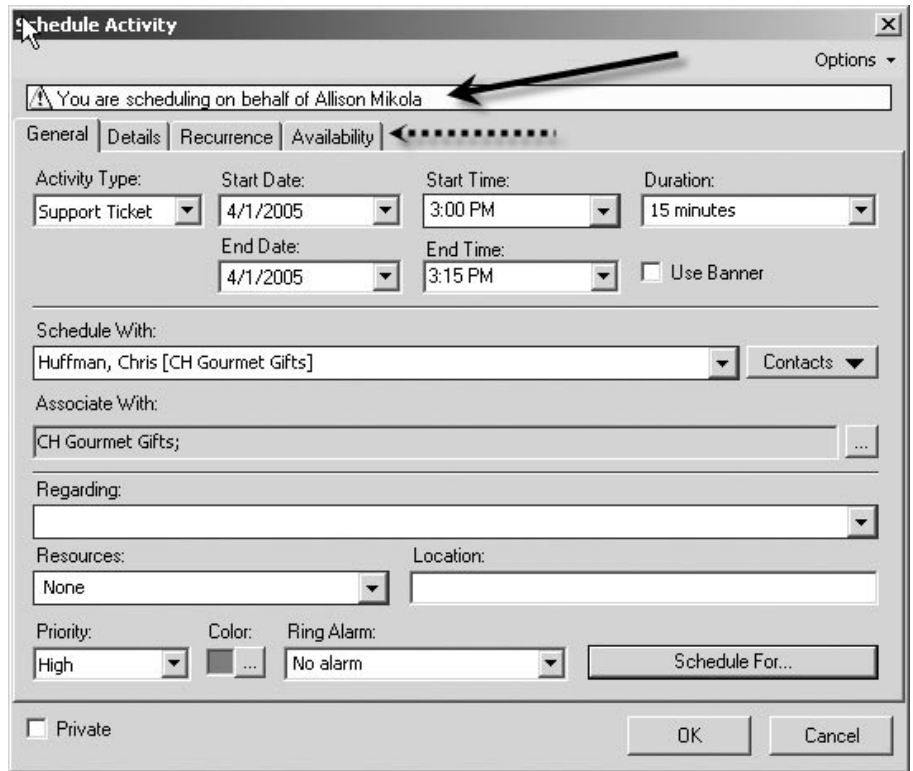 Schedule Activity
Options
You are scheduling on behalf of Allison Mikola
General Details Recurrence Availability
Activity Type: Start Date: Start Time: Duration:
Support Ticket 4/1/2005 3:00 PM 15 minutes
End Date: End Time:
4/1/2005 3:15 PM Use Banner
Schedule With:
Huffman, Chris [CH Gourmet Gifts] Contacts
Associate With:
CH Gourmet Gifts; ...
Regarding:
Resources: Location:
None
Priority: Color: Ring Alarm:
High ... No alarm Schedule For...
Private OK Cancel